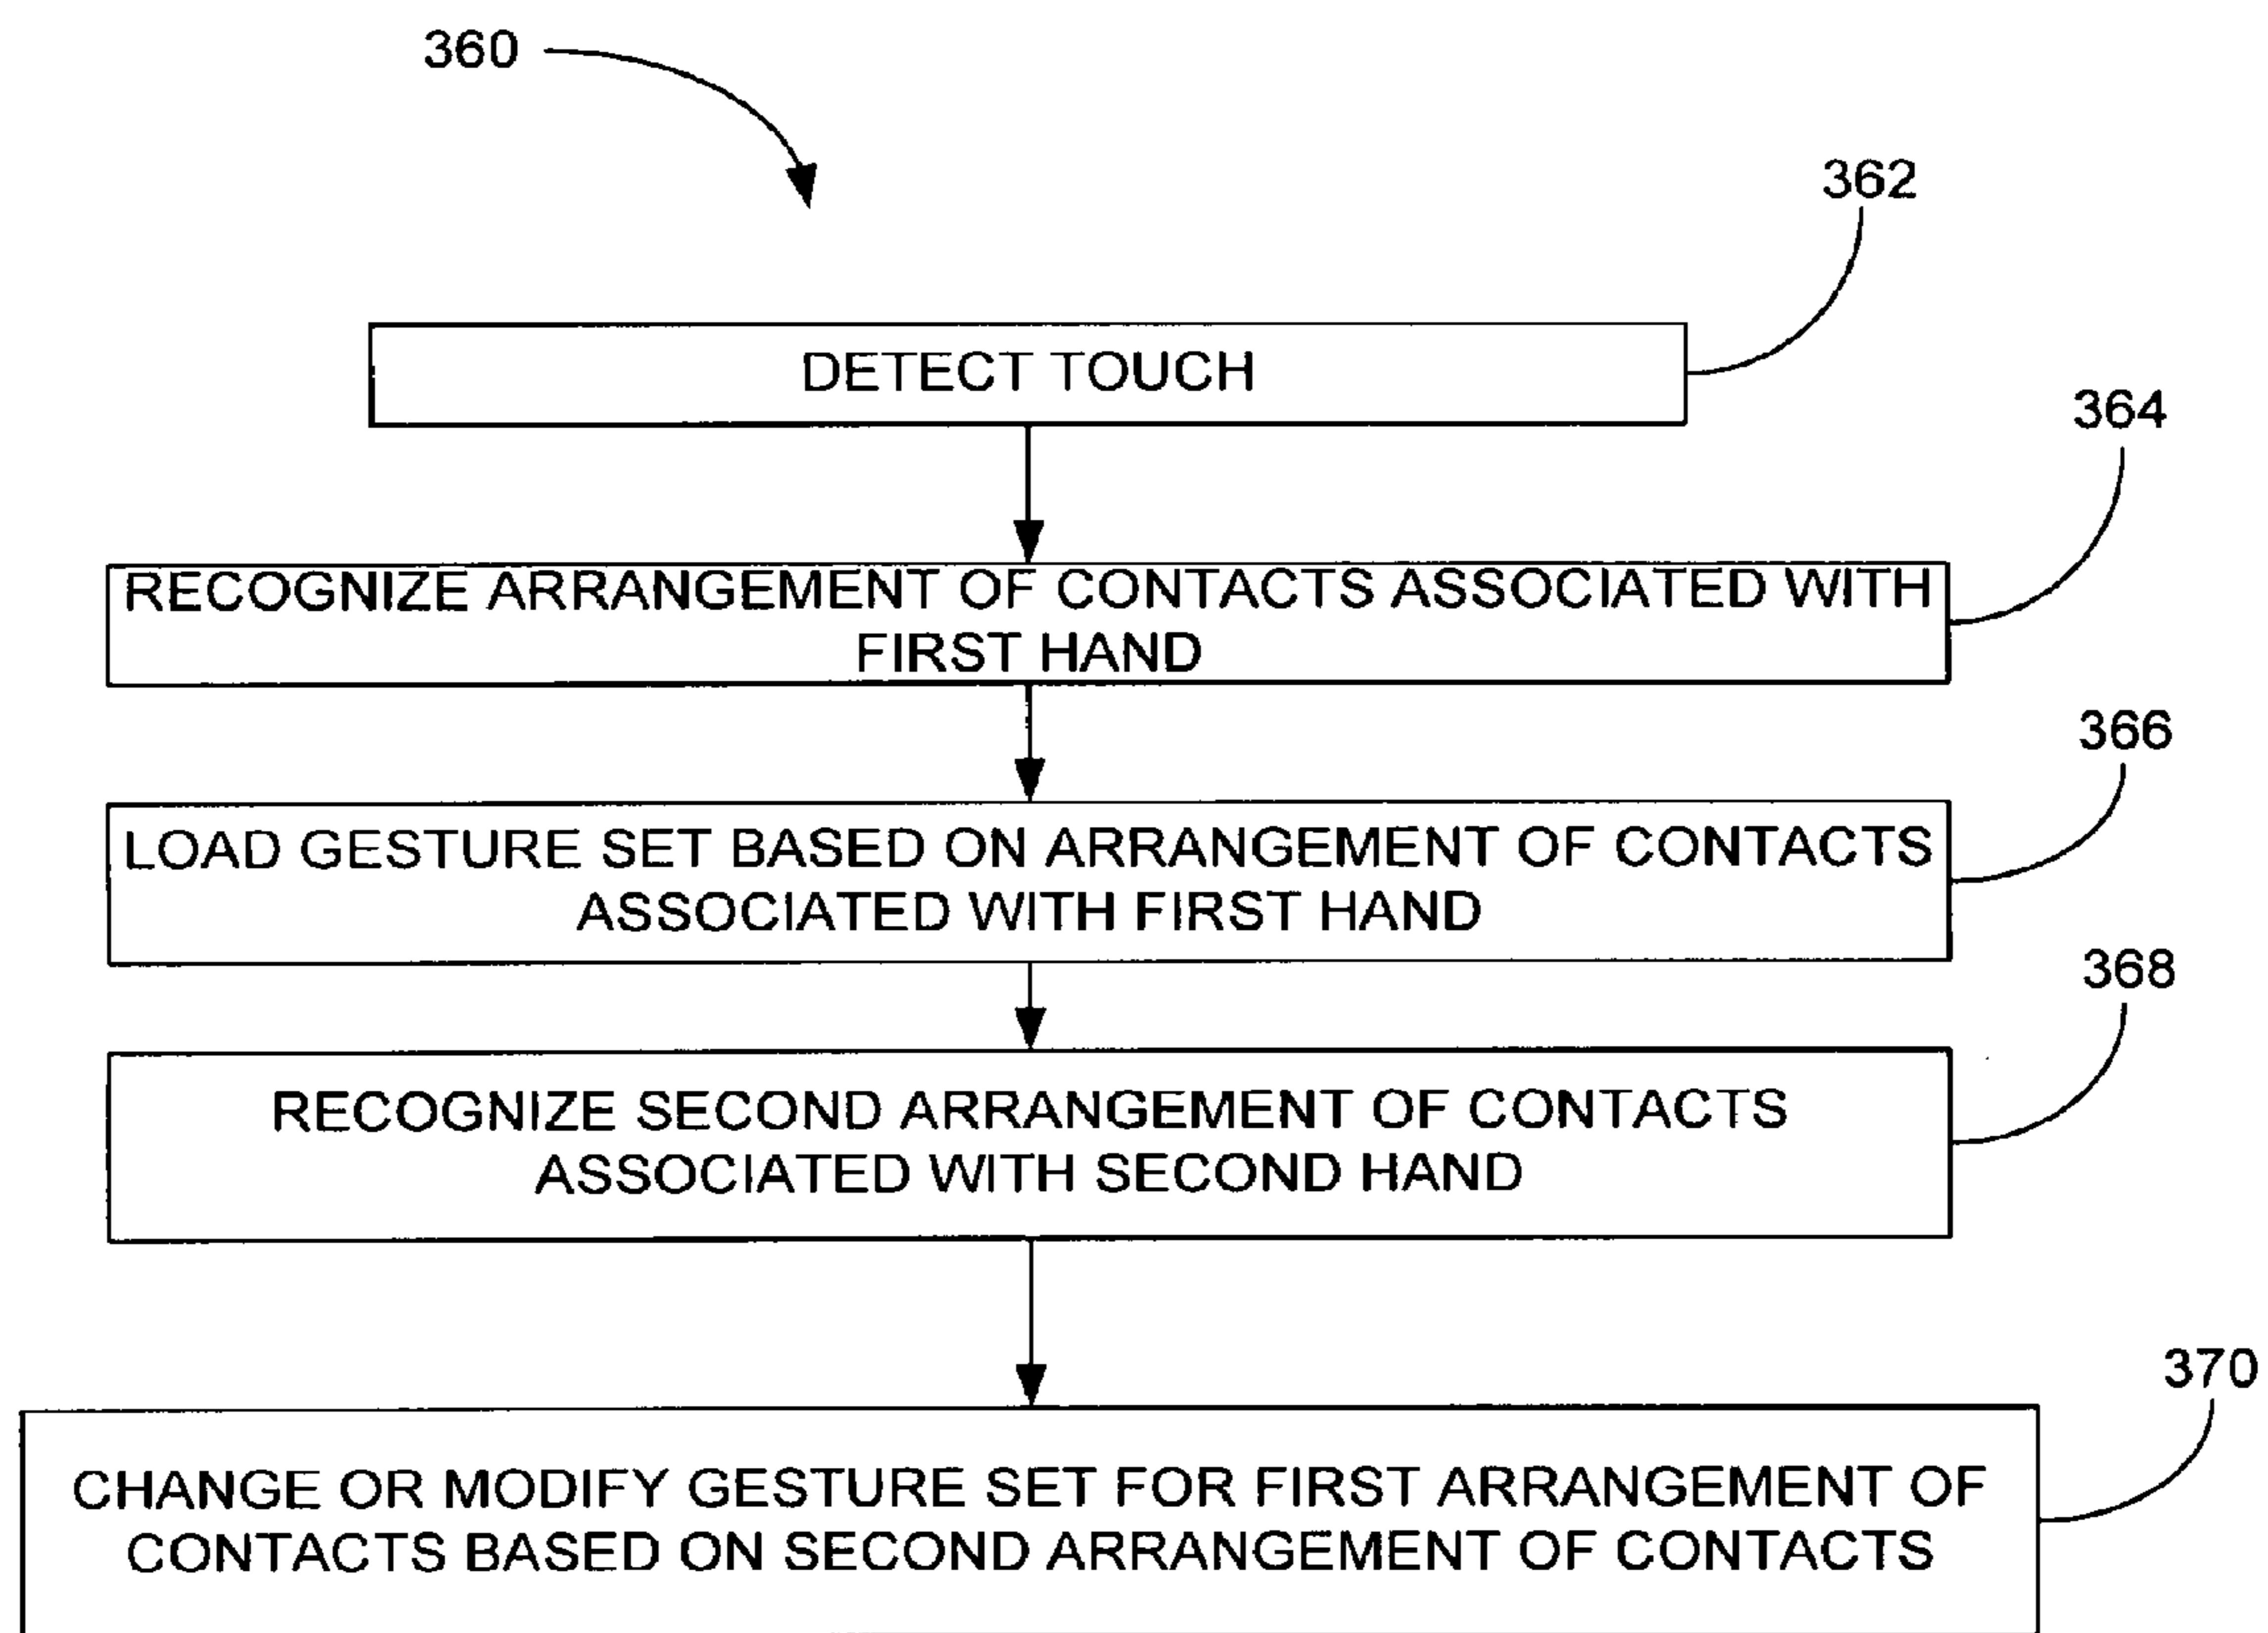 360
362
DETECT TOUCH
364
RECOGNIZE ARRANGEMENT OF CONTACTS ASSOCIATED WITH
FIRST HAND
366
LOAD GESTURE SET BASED ON ARRANGEMENT OF CONTACTS
ASSOCIATED WITH FIRST HAND
368
RECOGNIZE SECOND ARRANGEMENT OF CONTACTS
ASSOCIATED WITH SECOND HAND
370
CHANGE OR MODIFY GESTURE SET FOR FIRST ARRANGEMENT OF
CONTACTS BASED ON SECOND ARRANGEMENT OF CONTACTS